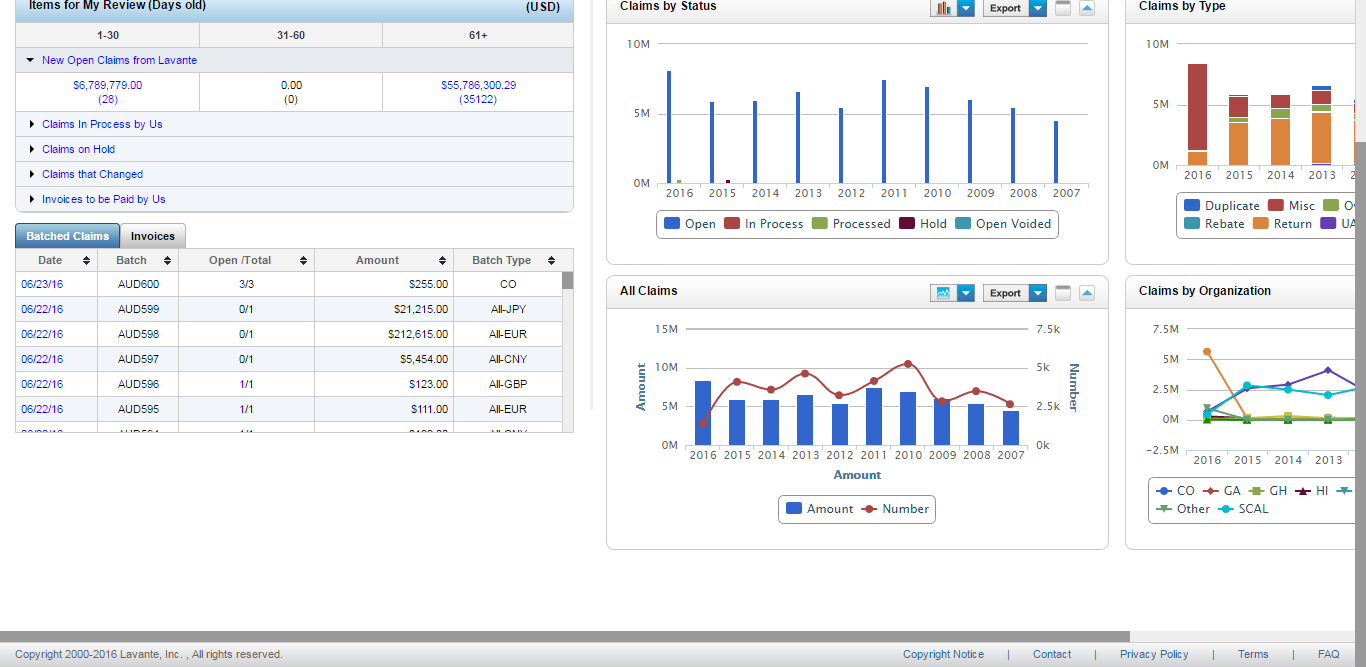 Items for My Review (Days old) (USD)
1-30 31-60 61+
New Open Claims from Lavante
$6,789,779.00 0.00 $55,786,300.29
(28) (0) (35122)
Claims In Process by Us
Claims on Hold
Claims that Changed
Invoices to be Paid by Us
Batched Claims Invoices
Date Batch Open /Total Amount Batch Type
06/23/16 AUD600 3/3 $255.00 CO
06/22/16 AUD599 0/1 $21,215.00 All-JPY
06/22/16 AUD598 0/1 $212,615.00 All-EUR
06/22/16 AUD597 0/1 $5,454.00 All-CNY
06/22/16 AUD596 1/1 $123.00 All-GBP
06/22/16 AUD595 1/1 $111.00 All-EUR
Claims by Status Export
10M
5M
0M
2016 2015 2014 2013 2012 2011 2010 2009 2008 2007
Open In Process Processed Hold Open Voided
Claims by Type
10M
5M
0M
2016 2015 2014 2013
Duplicate Misc
Rebate Return UA
All Claims Export
15M 7.5k
10M 5k
5M 2.5k
0M 0k
Amount Number
2016 2015 2014 2013 2012 2011 2010 2009 2008 2007
Amount
Amount Number
Claims by Organization
7.5M
5M
2.5M
0M
−2.5M
2016 2015 2014 2013
CO GA GH HI
Other SCAL
Copyright 2000-2016 Lavante, Inc. , All rights reserved. Copyright Notice | Contact | Privacy Policy | Terms | FAQ